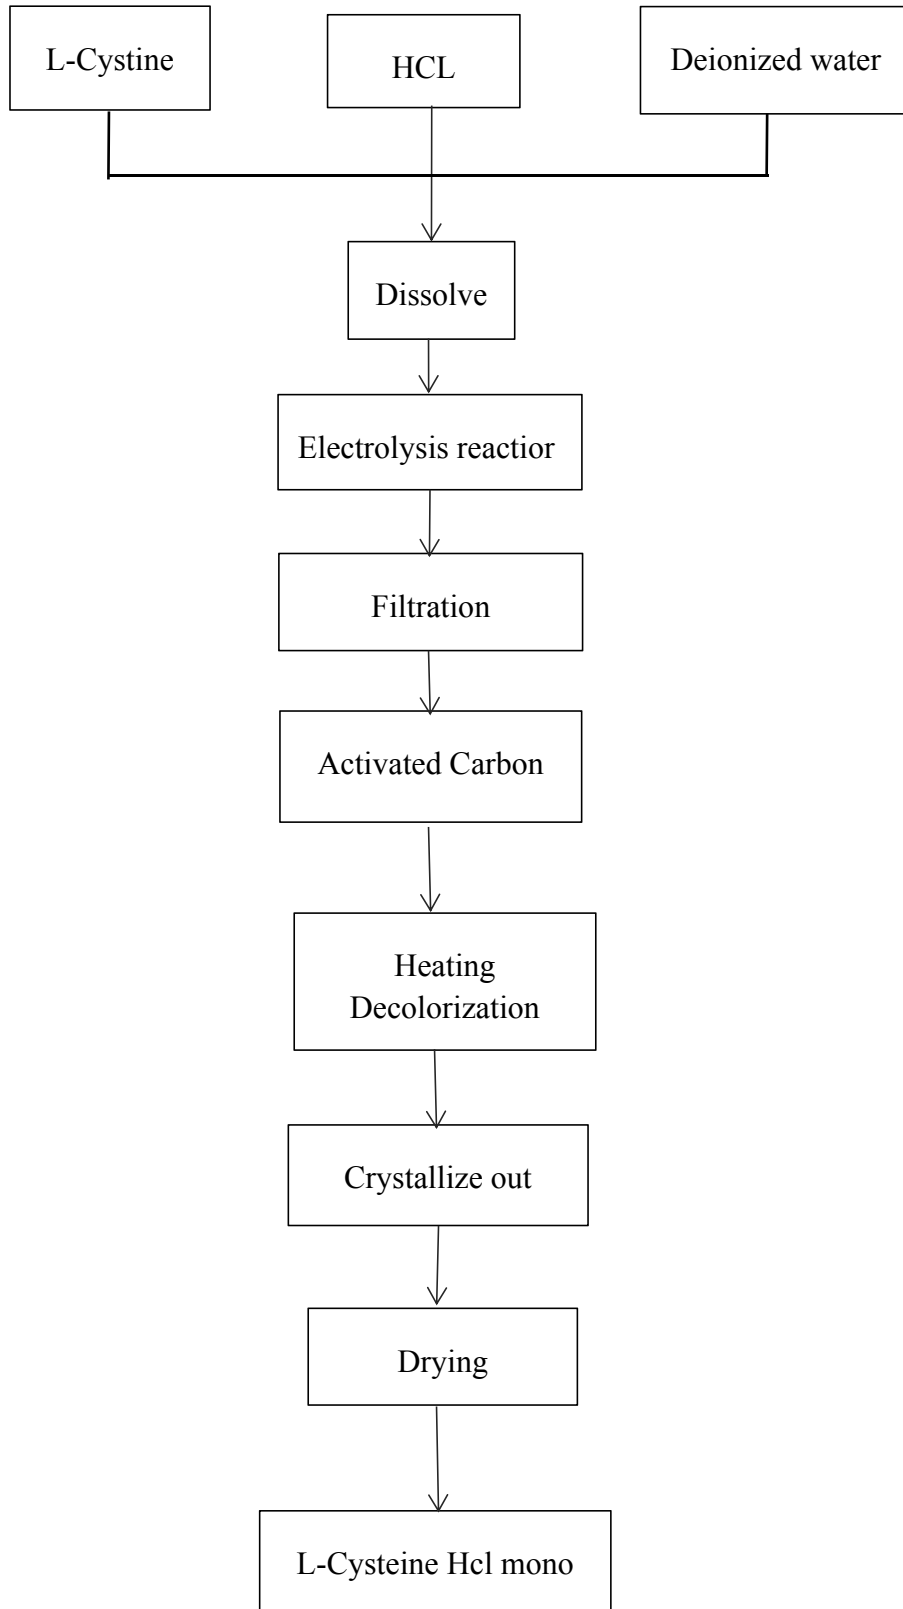 L-Cystine
HCL
Deionized water
Dissolve
Electrolysis reactior
Filtration
Activated Carbon
Heating
Decolorization
Crystallize out
Drying
L-Cysteine Hcl mono